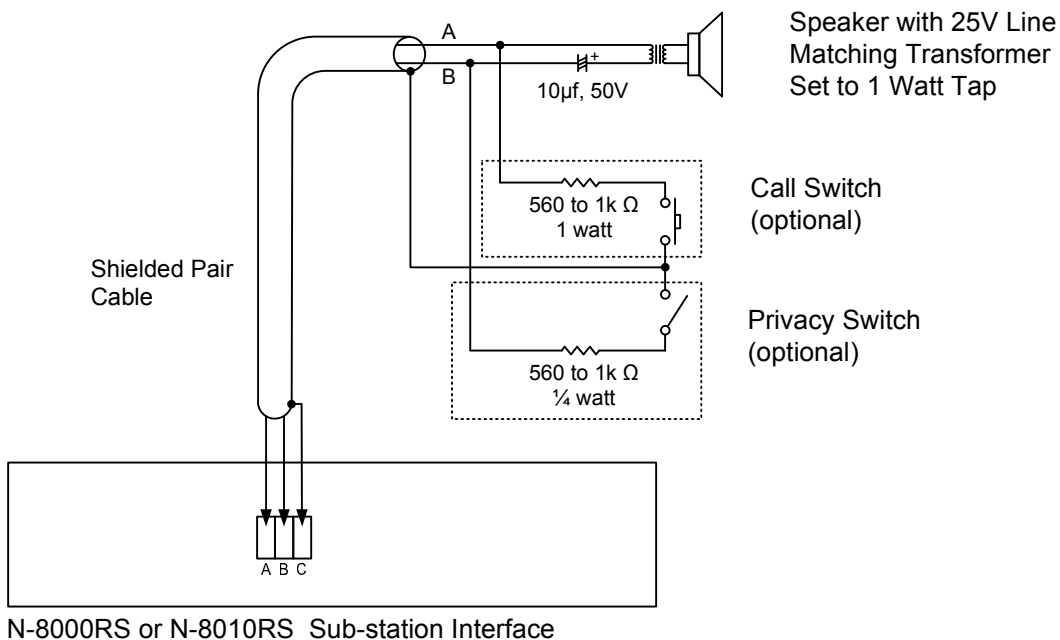 A
B
10µf, 50V
Speaker with 25V Line
Matching Transformer
Set to 1 Watt Tap
560 to 1k Ω
1 watt
Call Switch
(optional)
Shielded Pair
Cable
560 to 1k Ω
¼ watt
Privacy Switch
(optional)
+
A B C
N-8000RS or N-8010RS Sub-station Interface